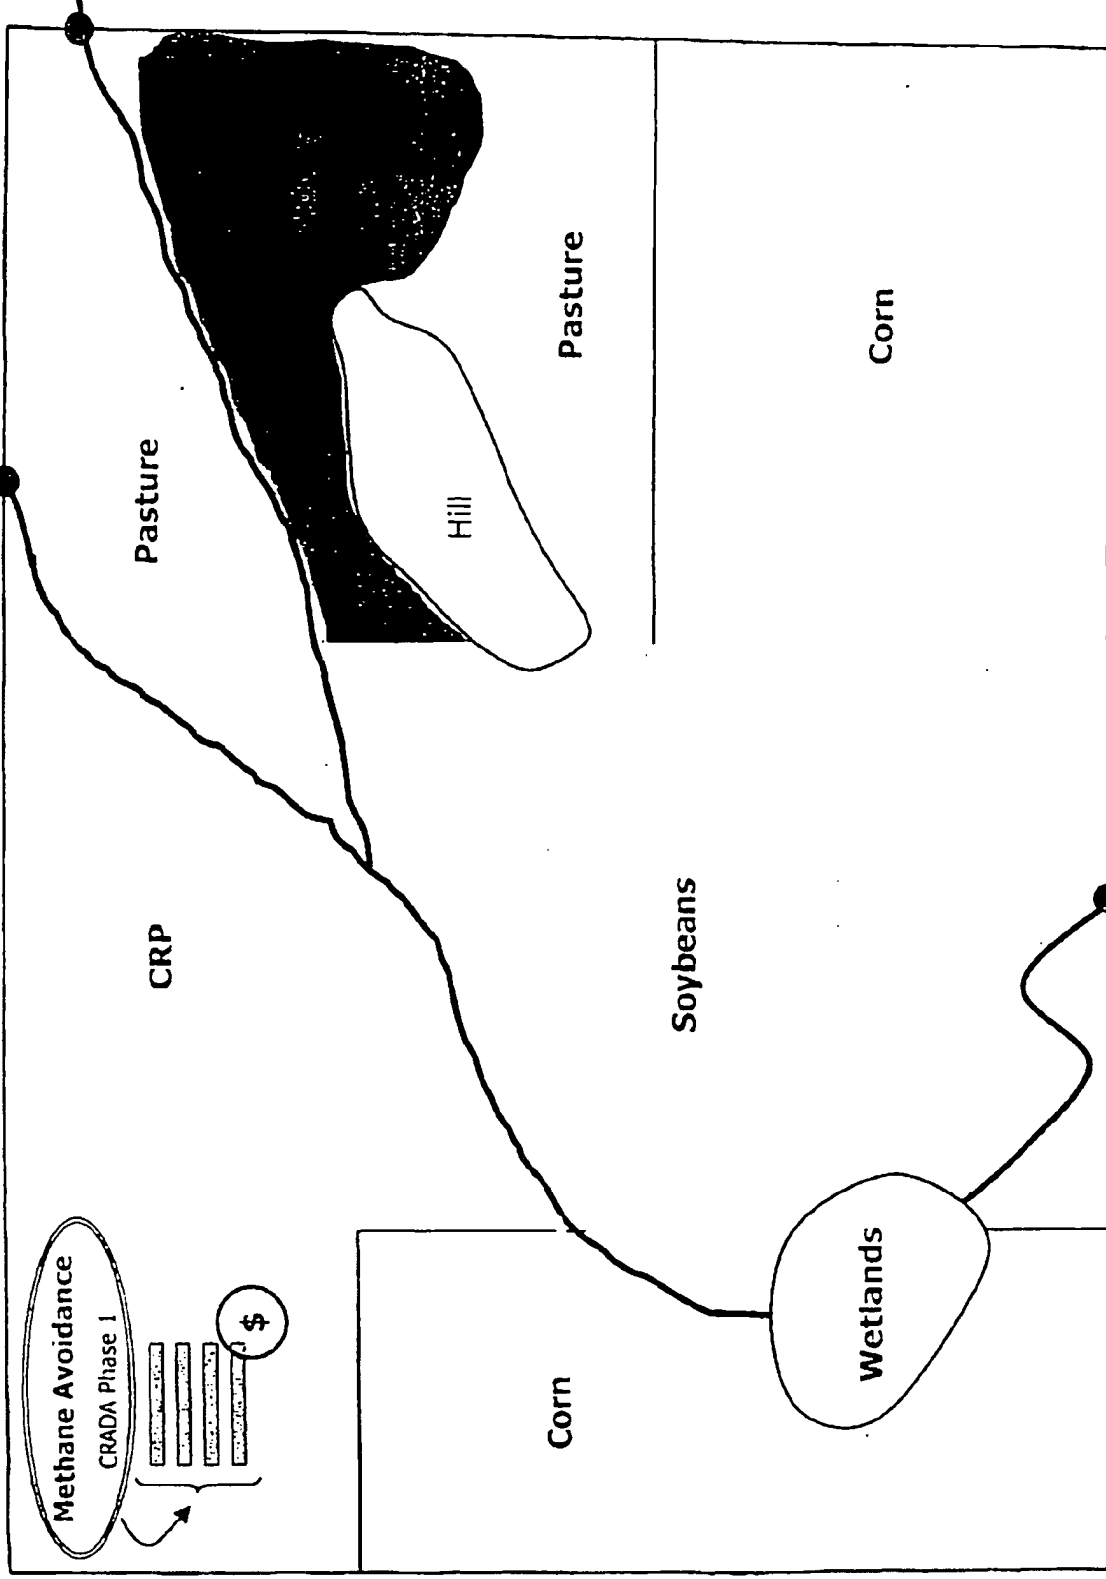 Methane Avoidance
CRADA Phase 1
$
CRP
Pasture
Hill
Pasture
Corn
Soybeans
Corn
Wetlands